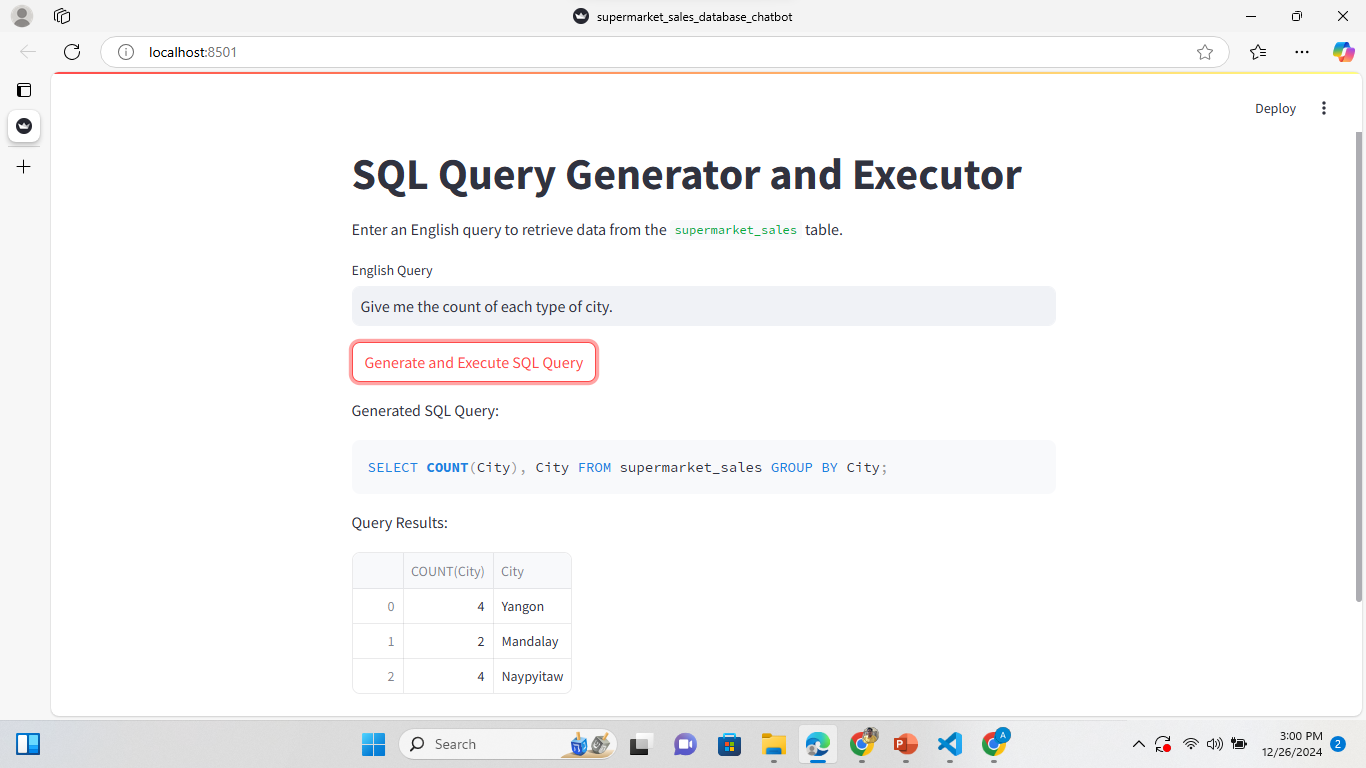 supermarket_sales_database_chatbot
localhost:8501
Deploy
SQL Query Generator and Executor
Enter an English query to retrieve data from the supermarket_sales table.
English Query
Give me the count of each type of city.
Generate and Execute SQL Query
Generated SQL Query:
SELECT COUNT(City), City FROM supermarket_sales GROUP BY City;
Query Results:
COUNT(City) City
0 4 Yangon
1 2 Mandalay
2 4 Naypyitaw
Search
A
3:00 PM
12/26/2024
2